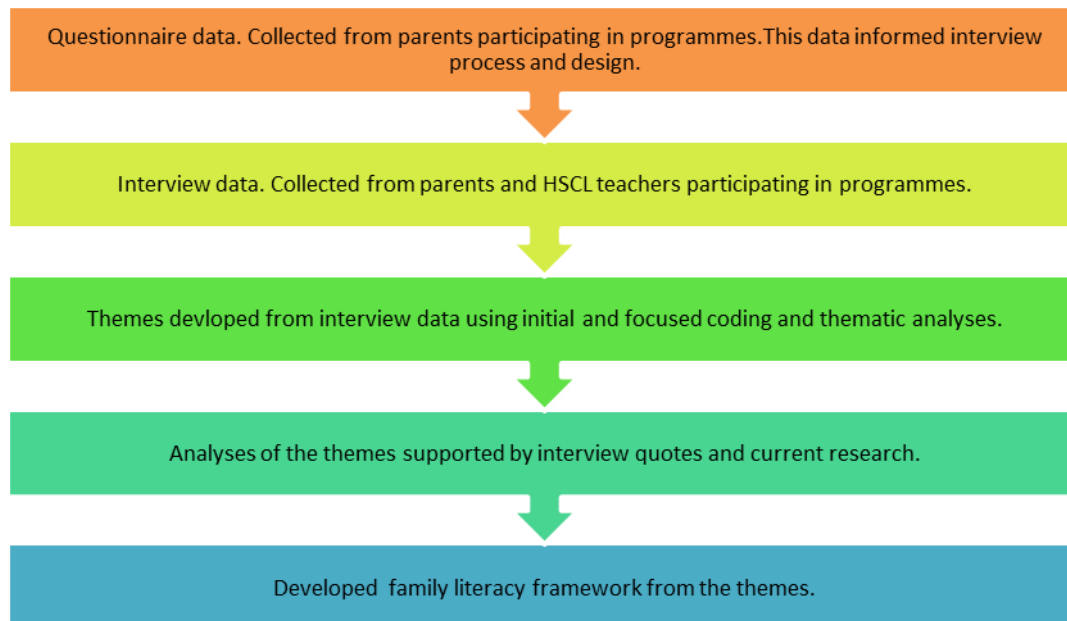 Questionnaire data. Collected from parents participating in programmes.This data informed interview
process and design.
Interview data. Collected from parents and HSCL teachers participating in programmes.
Themes devloped from interview data using initial and focused coding and thematic analyses.
Analyses of the themes supported by interview quotes and current research.
Developed family literacy framework from the themes.